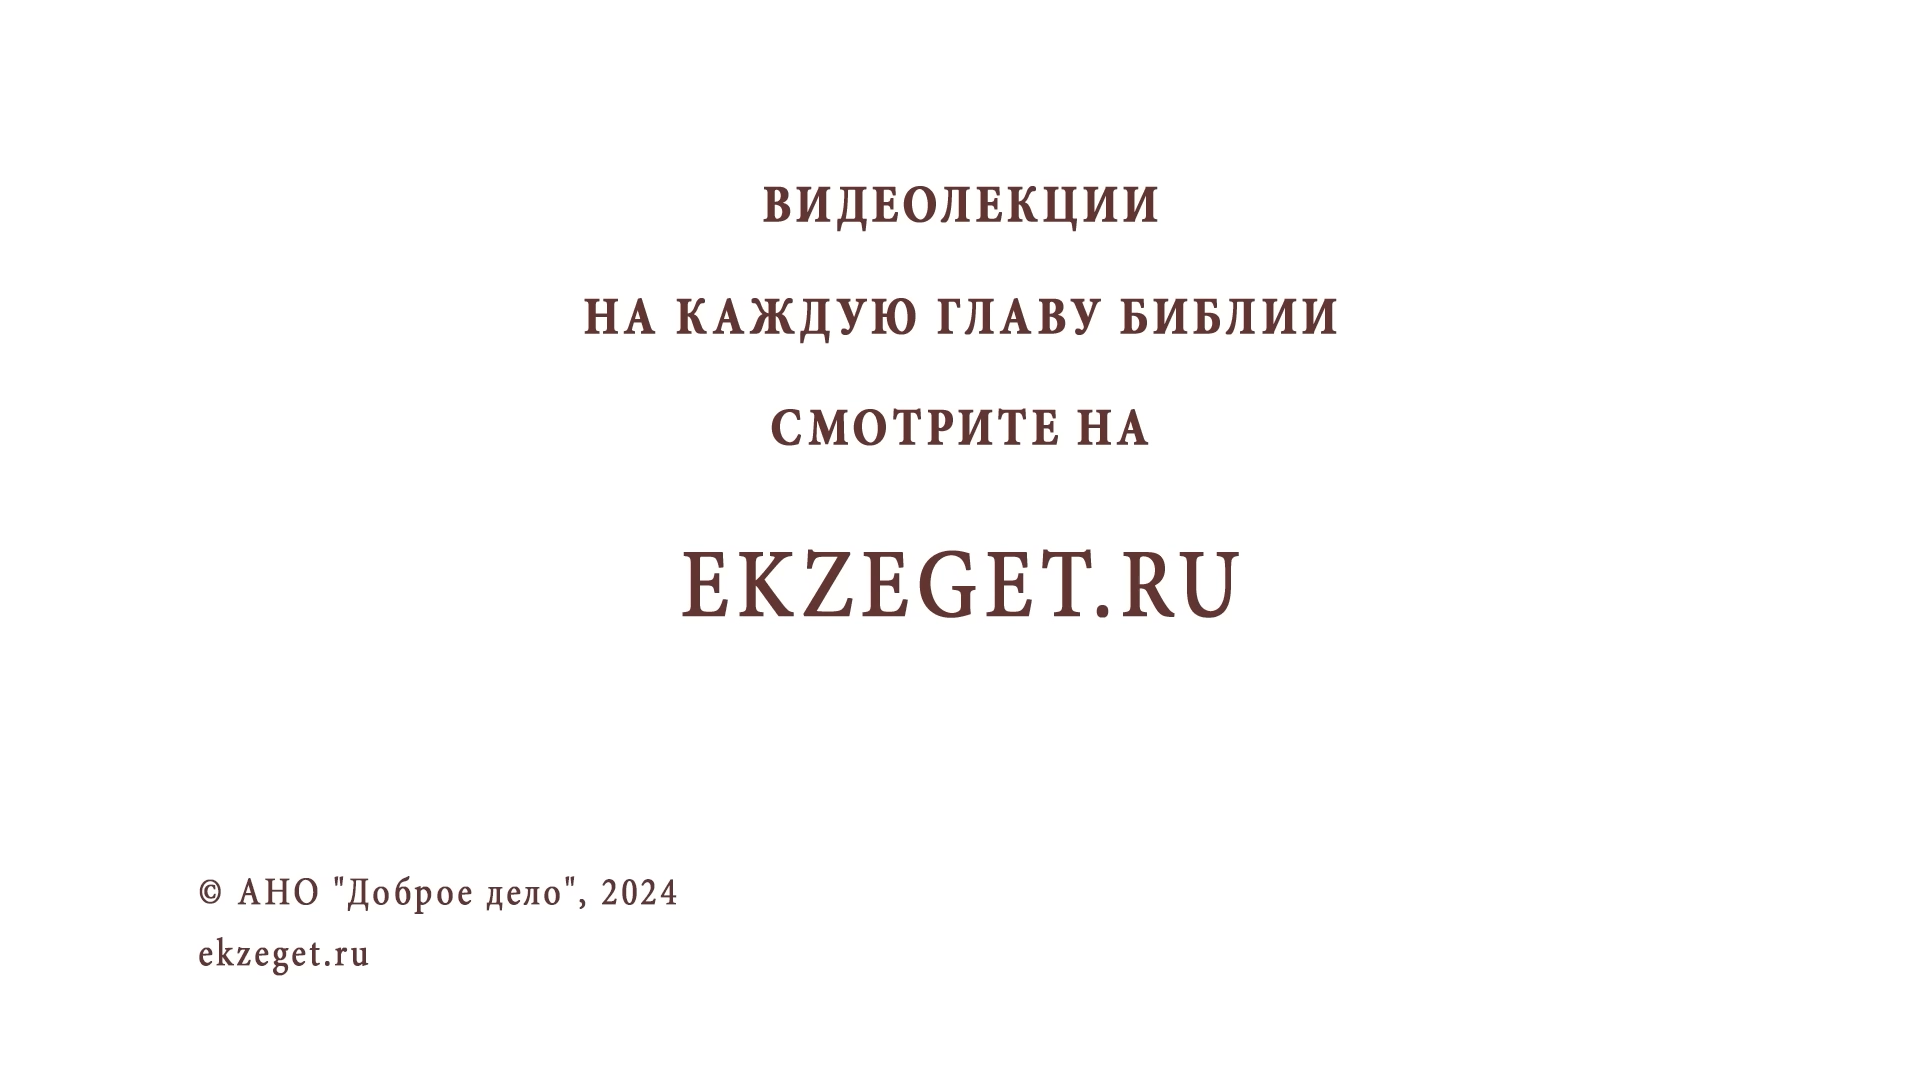 ВИДЕОЛЕКЦИИ
НА КАЖДУЮ ГЛАВУ БИБЛИИ
СМОТРИТЕ НА
EKZEGET.RU
© АНО "Доброе дело", 2024
ekzeget.ru